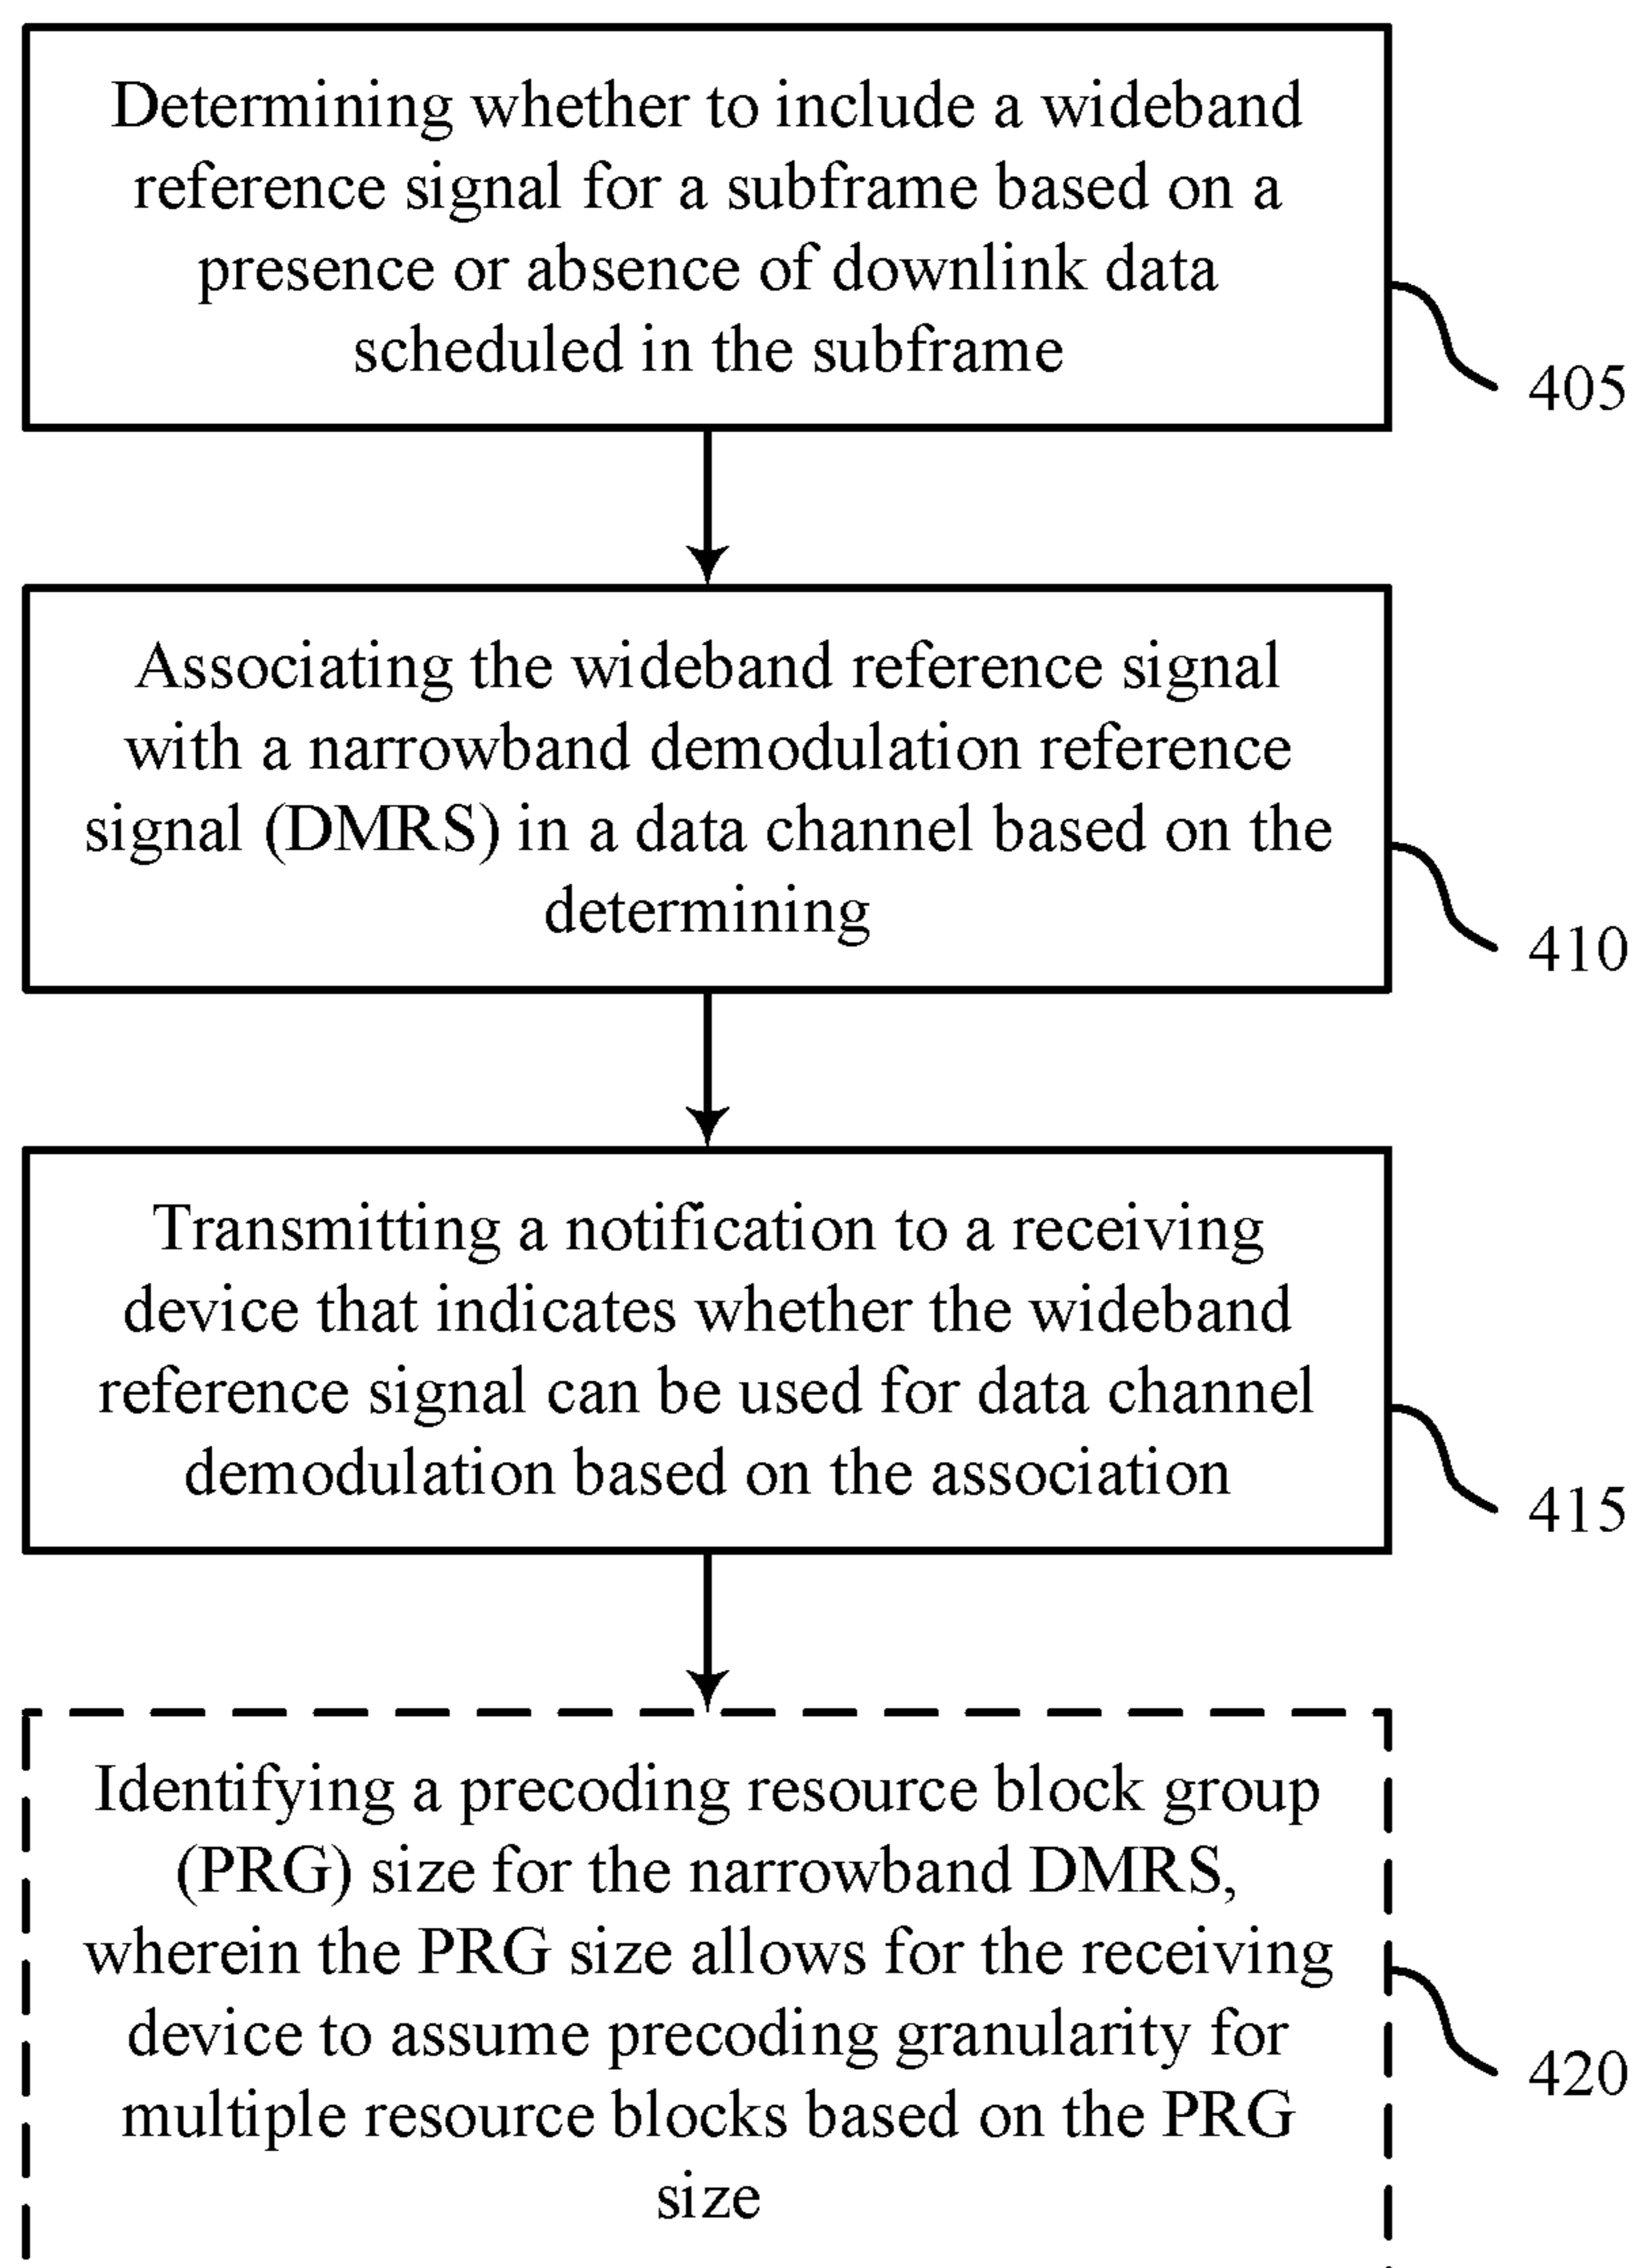 Determining whether to include a wideband
reference signal for a subframe based on a
presence or absence of downlink data
scheduled in the subframe
405
Associating the wideband reference signal
with a narrowband demodulation reference
signal (DMRS) in a data channel based on the
determining
410
Transmitting a notification to a receiving
device that indicates whether the wideband
reference signal can be used for data channel
demodulation based on the association
415
Identifying a precoding resource block group
(PRG) size for the narrowband DMRS,
wherein the PRG size allows for the receiving
device to assume precoding granularity for
multiple resource blocks based on the PRG
size
420